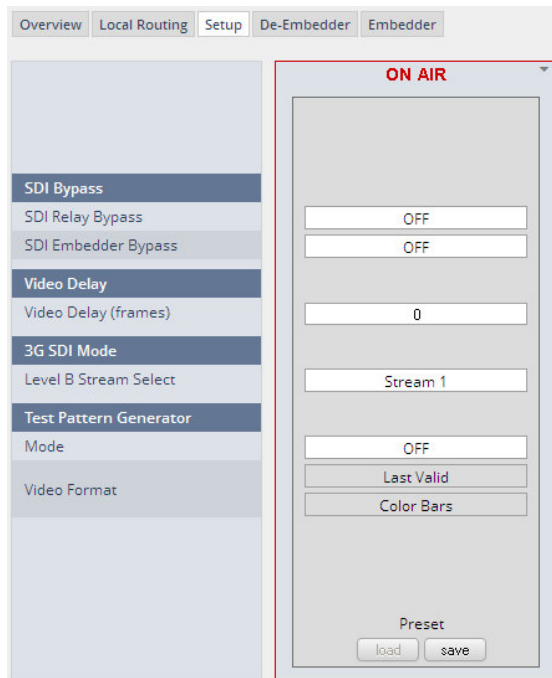 Overview Local Routing Setup De-Embedder Embedder
ON AIR
SDI Bypass
SDI Relay Bypass OFF
SDI Embedder Bypass OFF
Video Delay
Video Delay (frames) 0
3G SDI Mode
Level B Stream Select Stream 1
Test Pattern Generator
Mode OFF
Last Valid
Video Format
Color Bars
Preset
load save